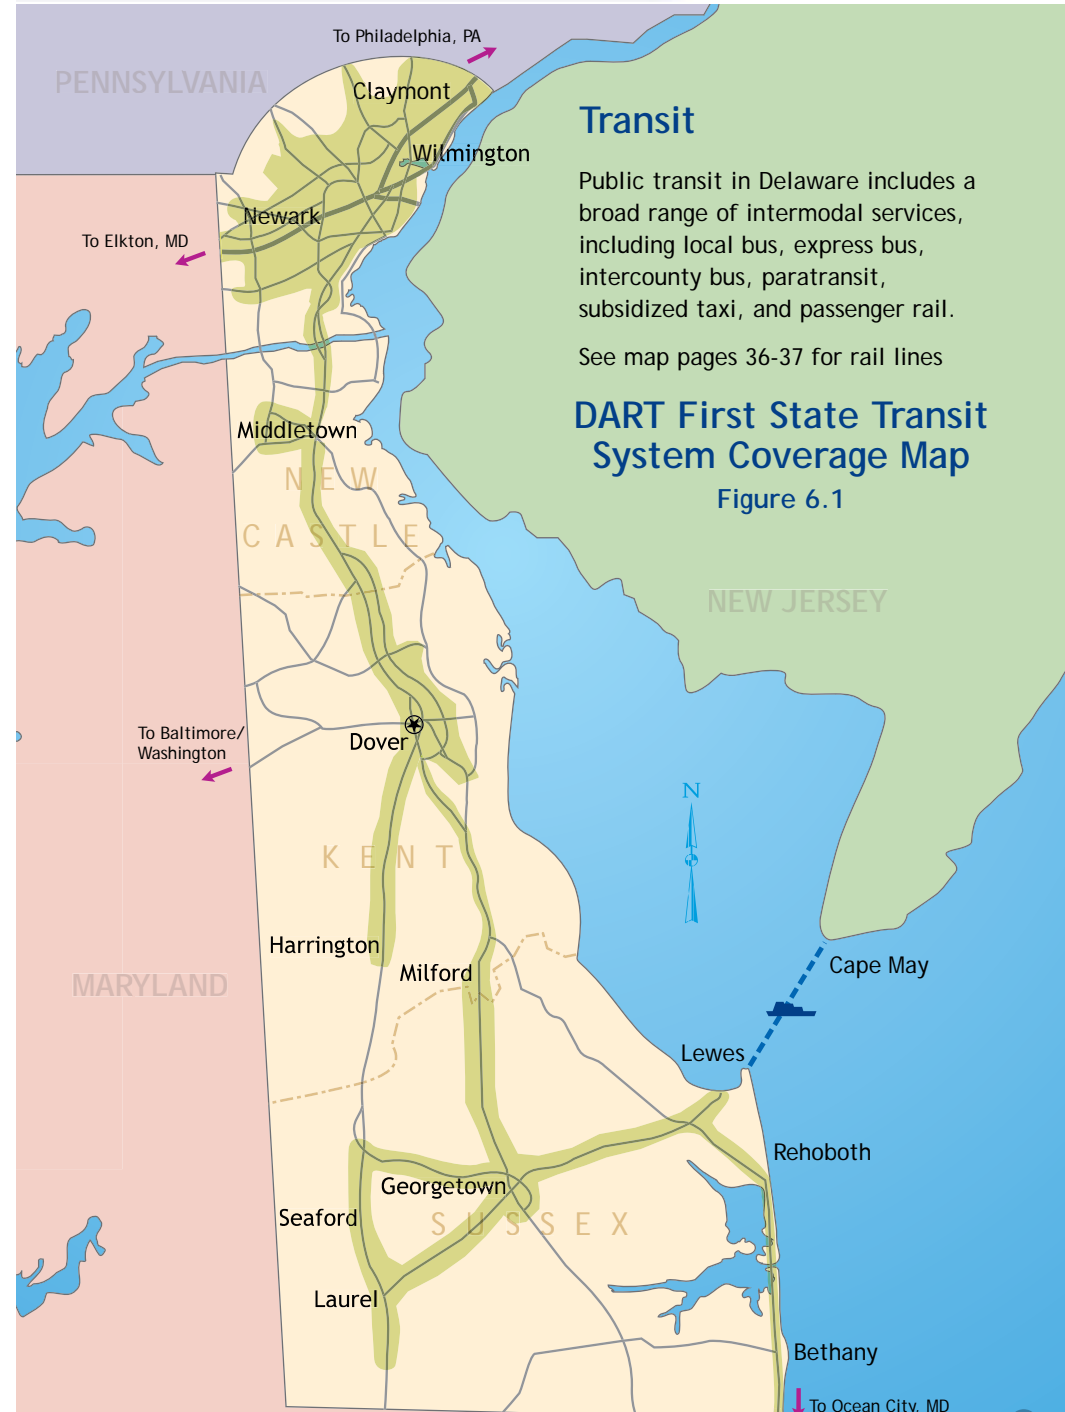 To Philadelphia, PA
PENNSYLVANIA
Claymont
Transit
Wilmington
Public transit in Delaware includes a
broad range of intermodal services,
including local bus, express bus,
intercounty bus, paratransit,
subsidized taxi, and passenger rail.
Newark
To Elkton, MD
See map pages 36-37 for rail lines
DART First State Transit
System Coverage Map
Figure 6.1
Middletown
NEW
CASTLE
NEW JERSEY
To Baltimore/
Washington
Dover
N
KENT
Harrington
Milford
MARYLAND
Cape May
Lewes
Rehoboth
Georgetown
Seaford
SUSSEX
Laurel
Bethany
To Ocean City, MD